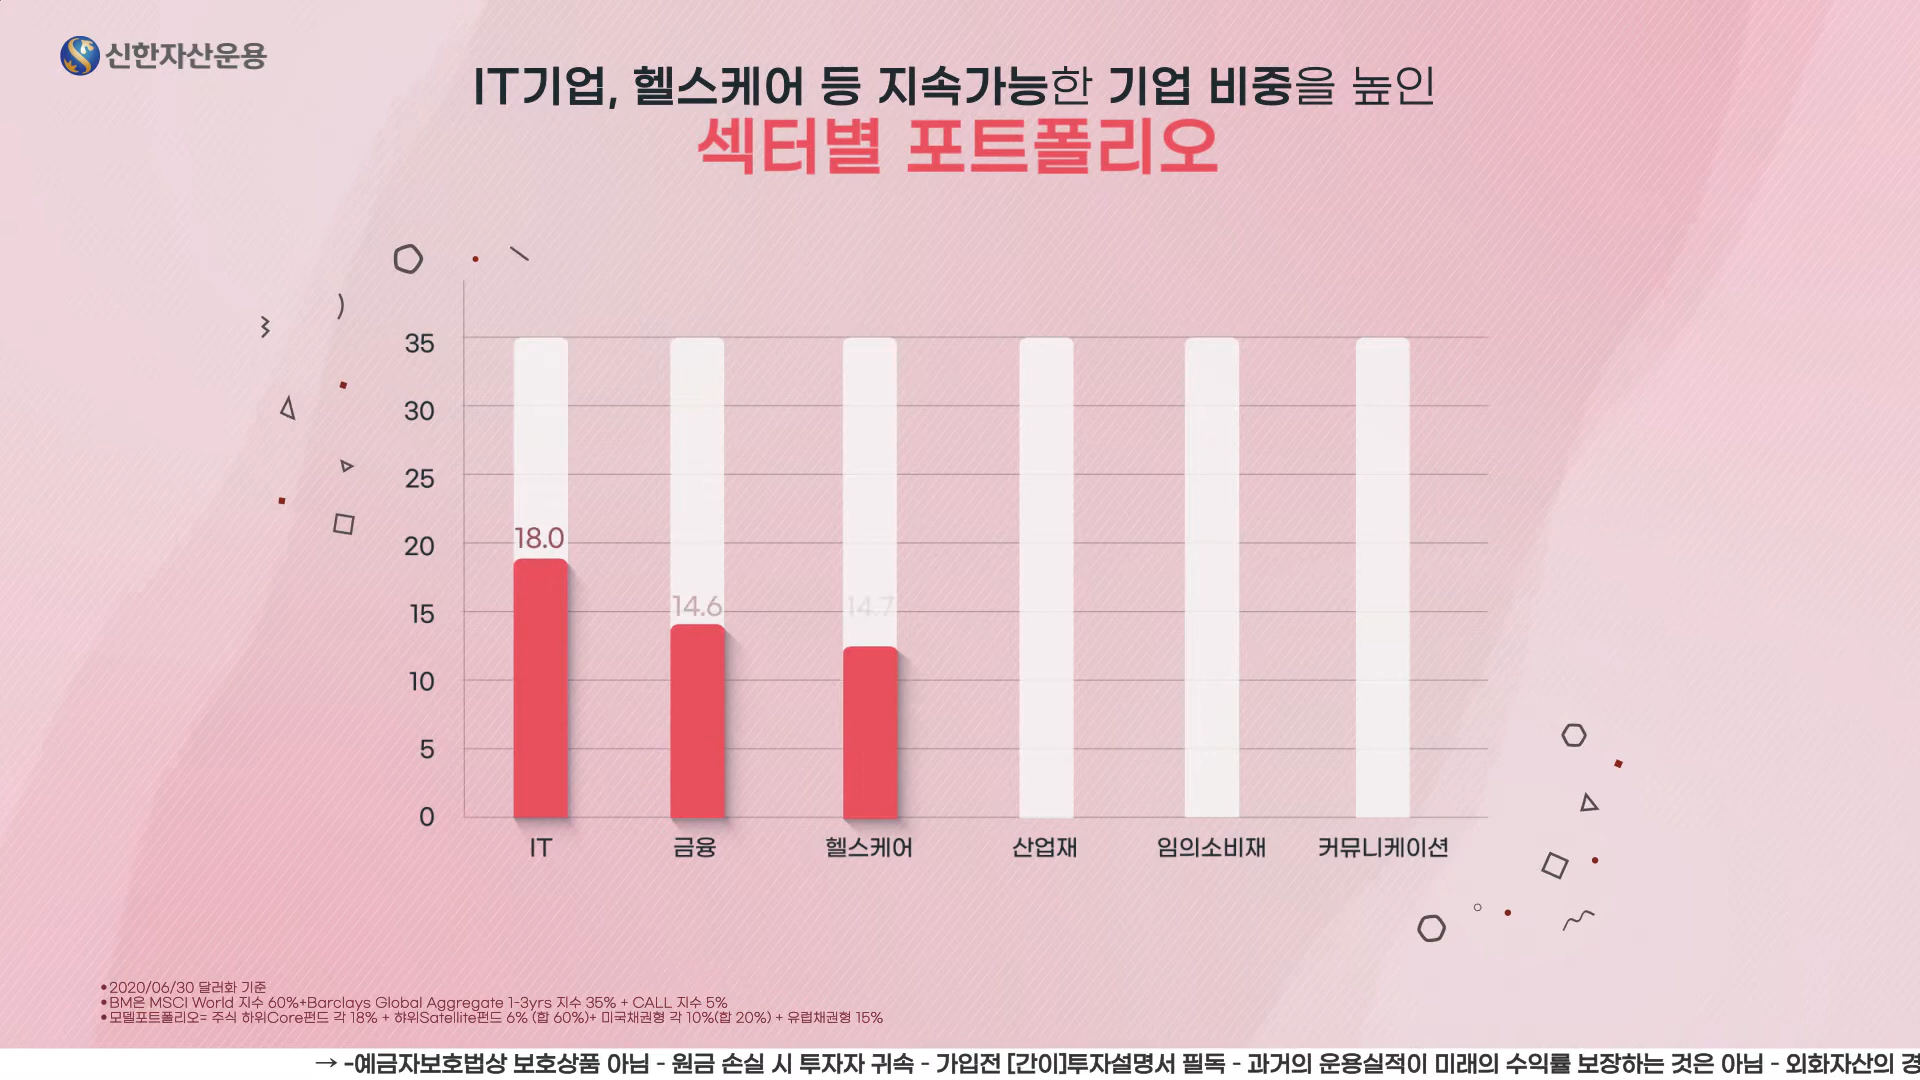 신한자산운용
IT기업, 헬스케어 등 지속가능한 기업 비중을 높인
섹터별 포트폴리오
35
30
25
20
15
10
5
0
18.0
14.6
14.7
IT
금융
헬스케어
산업재
임의소비재
커뮤니케이션
•2020/06/30 달러화 기준
•BM은 MSCI World 지수 60%+Barclays Global Aggregate 1-3yrs 지수 35% + CALL 지수 5%
•모델포트폴리오= 주식 하위Core펀드 각 18% + 하위Satellite펀드 6% (합 60%)+ 미국채권형 각 10%(합 20%) + 유럽채권형 15%
→ -예금자보호법상 보호상품 아님 - 원금 손실 시 투자자 귀속 - 가입전 [간이]투자설명서 필독 - 과거의 운용실적이 미래의 수익률 보장하는 것은 아님 - 외화자산의 경